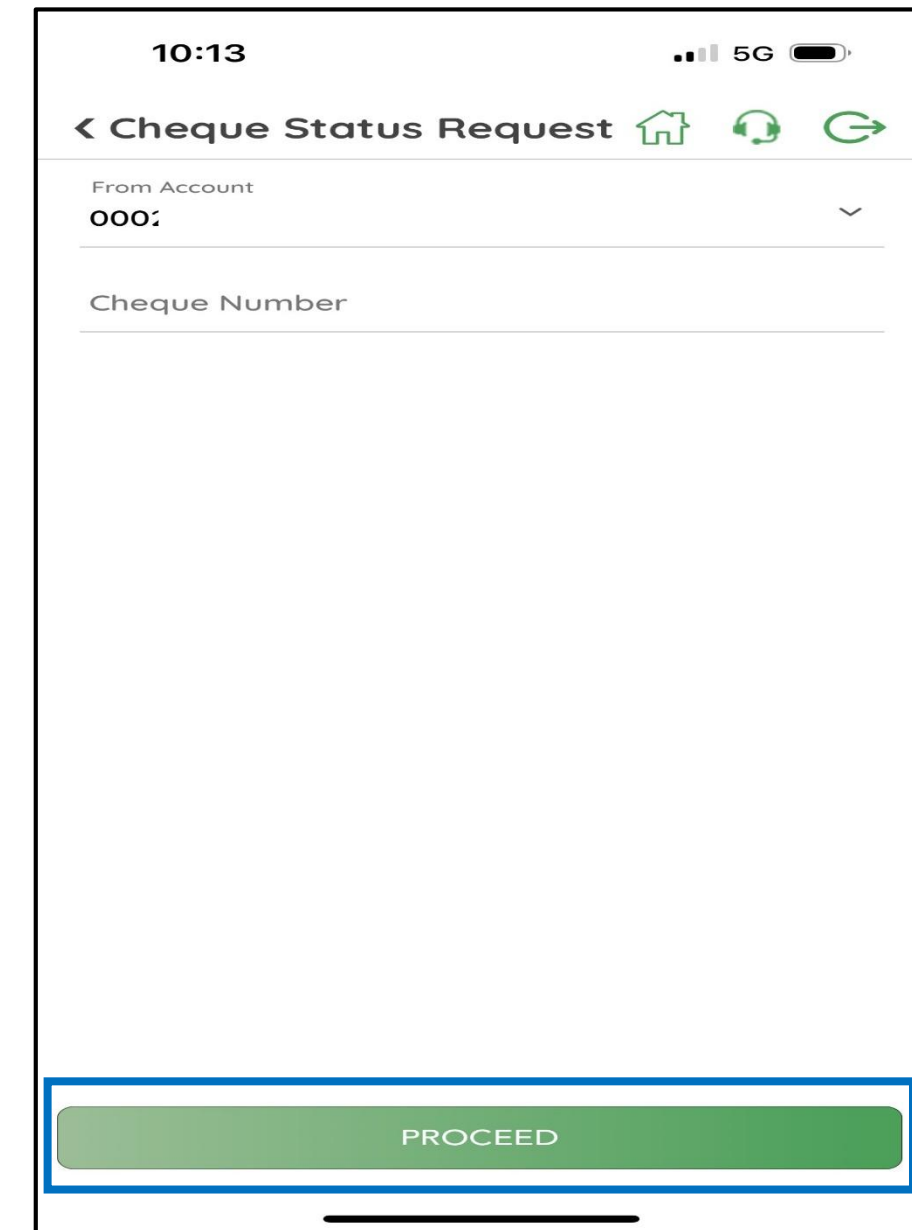 10:13 5G
Cheque Status Request
From Account
Cheque Number
PROCEED